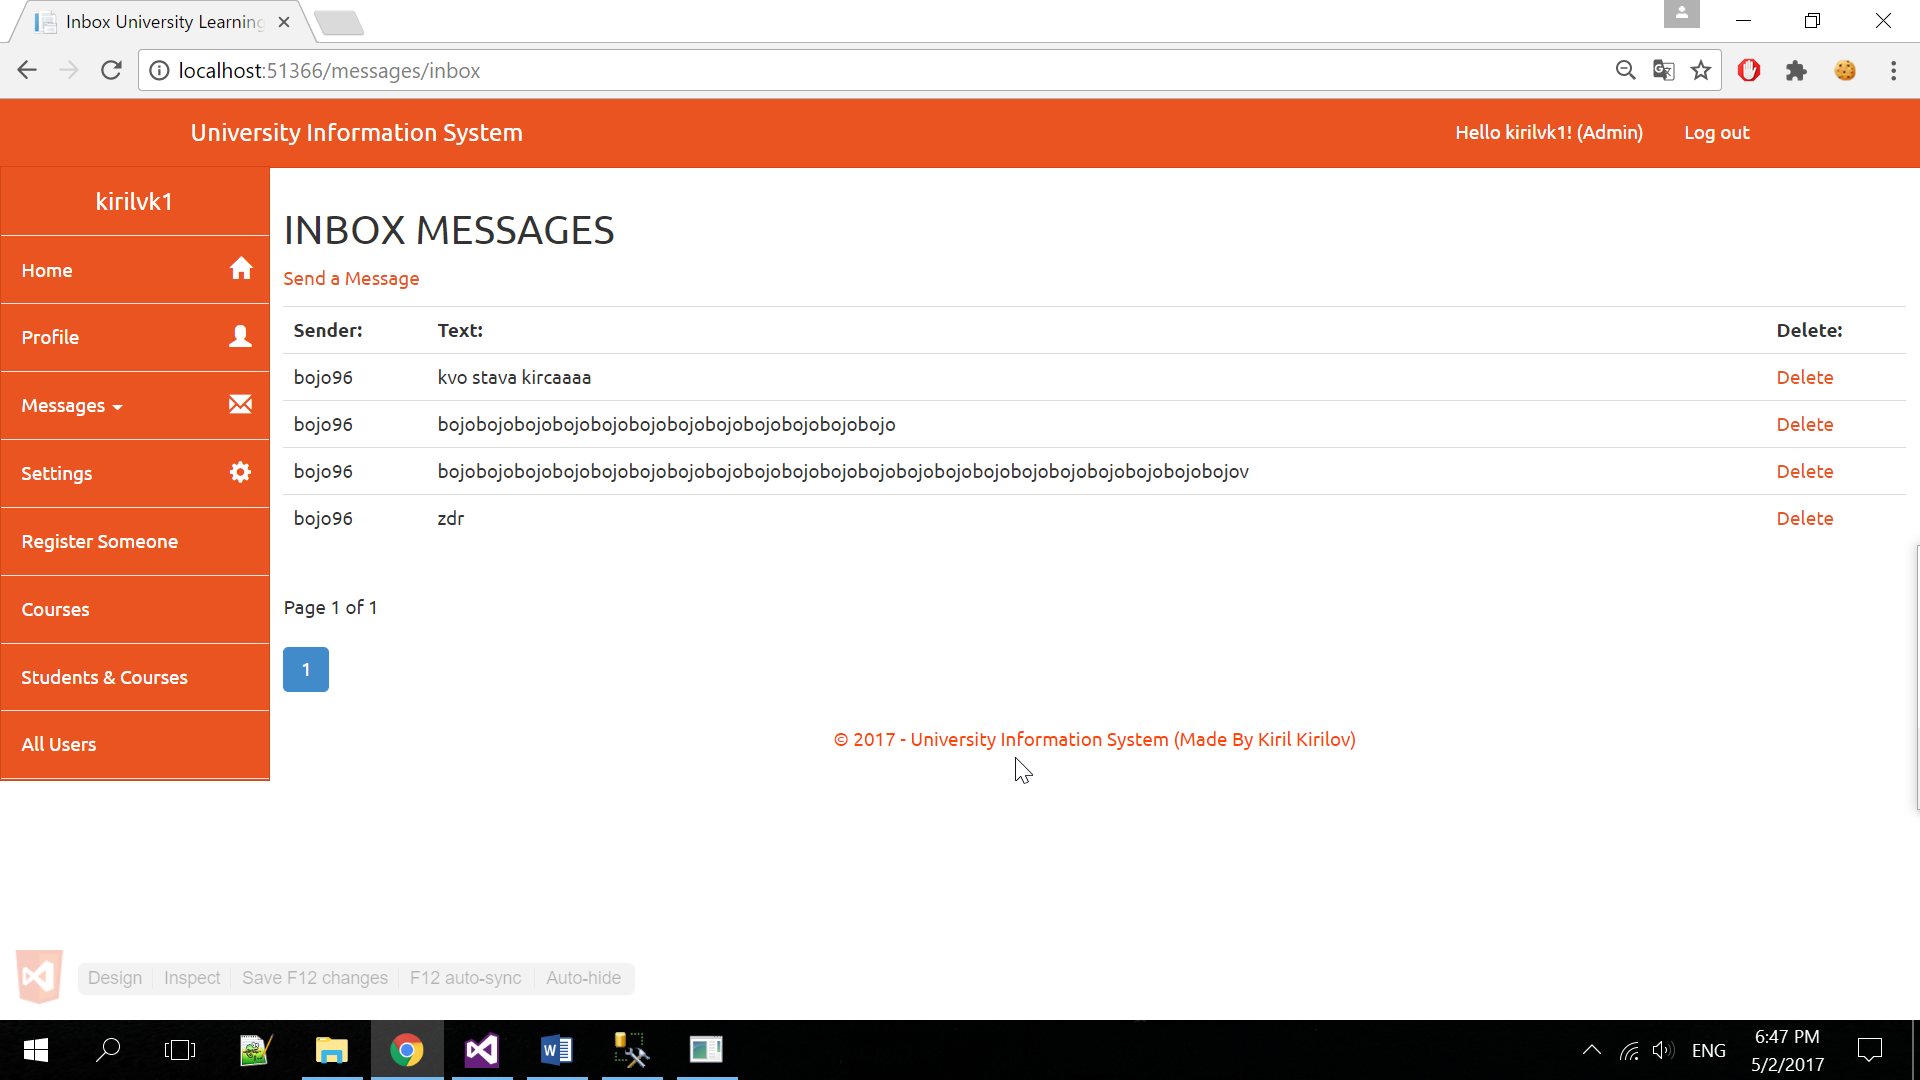 Inbox University Learning
localhost:51366/messages/inbox
University Information System
Hello kirilvk1! (Admin)
Log out
kirilvk1
Home
Profile
Messages
Settings
Register Someone
Courses
Students & Courses
All Users
INBOX MESSAGES
Send a Message
Sender: Text: Delete:
bojo96 kvo stava kircaaaa Delete
bojo96 bojobojobojobojobojobojobojobojobojobojobojobojo Delete
bojo96 Delete
bojo96 zdr Delete
Page 1 of 1
1
© 2017 - University Information System (Made By Kiril Kirilov)
Design Inspect Save F12 changes F12 auto-sync Auto-hide
ENG
6:47 PM
5/2/2017